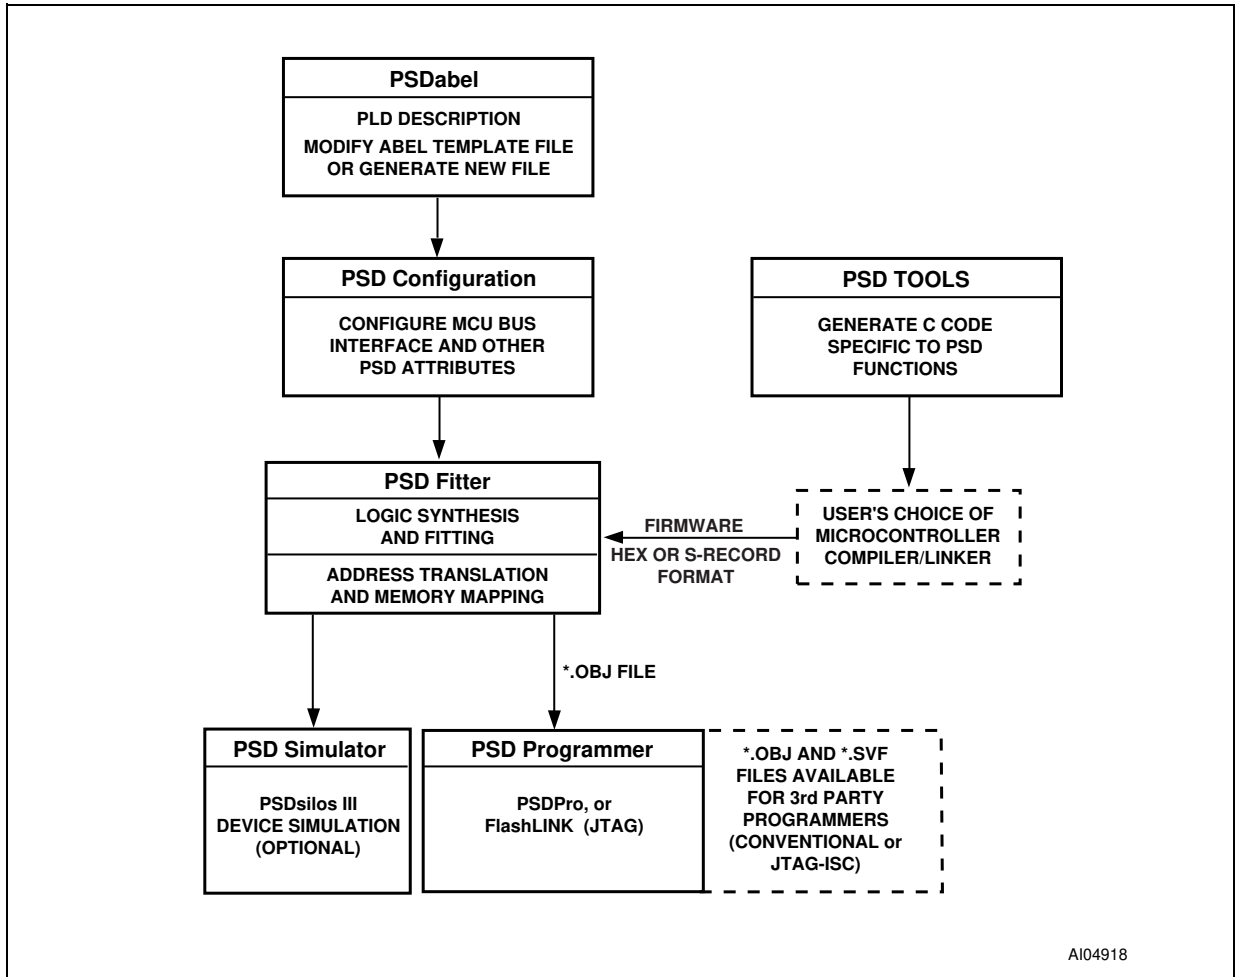 PSDabel
PLD DESCRIPTION
MODIFY ABEL TEMPLATE FILE
OR GENERATE NEW FILE
PSD Configuration
CONFIGURE MCU BUS
INTERFACE AND OTHER
PSD ATTRIBUTES
PSD TOOLS
GENERATE C CODE
SPECIFIC TO PSD
FUNCTIONS
PSD Fitter
LOGIC SYNTHESIS
AND FITTING
ADDRESS TRANSLATION
AND MEMORY MAPPING
FIRMWARE
HEX OR S-RECORD
FORMAT
USER'S CHOICE OF
MICROCONTROLLER
COMPILER/LINKER
*.OBJ FILE
PSD Simulator
PSDsilos III
DEVICE SIMULATION
(OPTIONAL)
PSD Programmer
PSDPro, or
FlashLINK (JTAG)
*.OBJ AND *.SVF
FILES AVAILABLE
FOR 3rd PARTY
PROGRAMMERS
(CONVENTIONAL or
JTAG-ISC)
AI04918